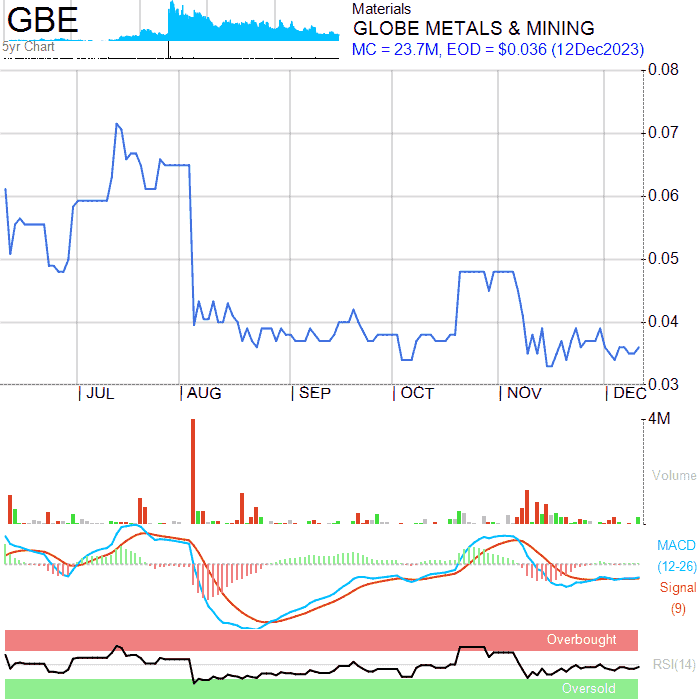 GBE
Materials
GLOBE METALS & MINING
5yr Chart
MC = 23.7M, EOD = $0.036 (12Dec2023)
0.08
0.07
0.06
0.05
0.04
0.03
| JUL | AUG | SEP | OCT | NOV | DEC
4M
Volume
MACD
(12-26)
Signal
(9)
Overbought
RSI(14)
Oversold